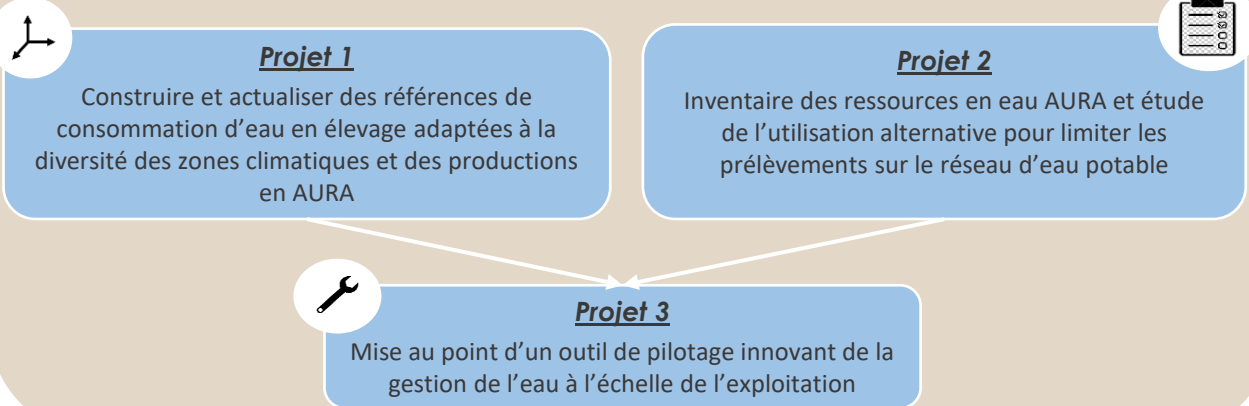 Projet 1
Construire et actualiser des références de
consommation d’eau en élevage adaptées à la
diversité des zones climatiques et des productions
en AURA
Projet 2
Inventaire des ressources en eau AURA et étude
de l’utilisation alternative pour limiter les
prélèvements sur le réseau d’eau potable
Projet 3
Mise au point d’un outil de pilotage innovant de la
gestion de l’eau à l’échelle de l’exploitation